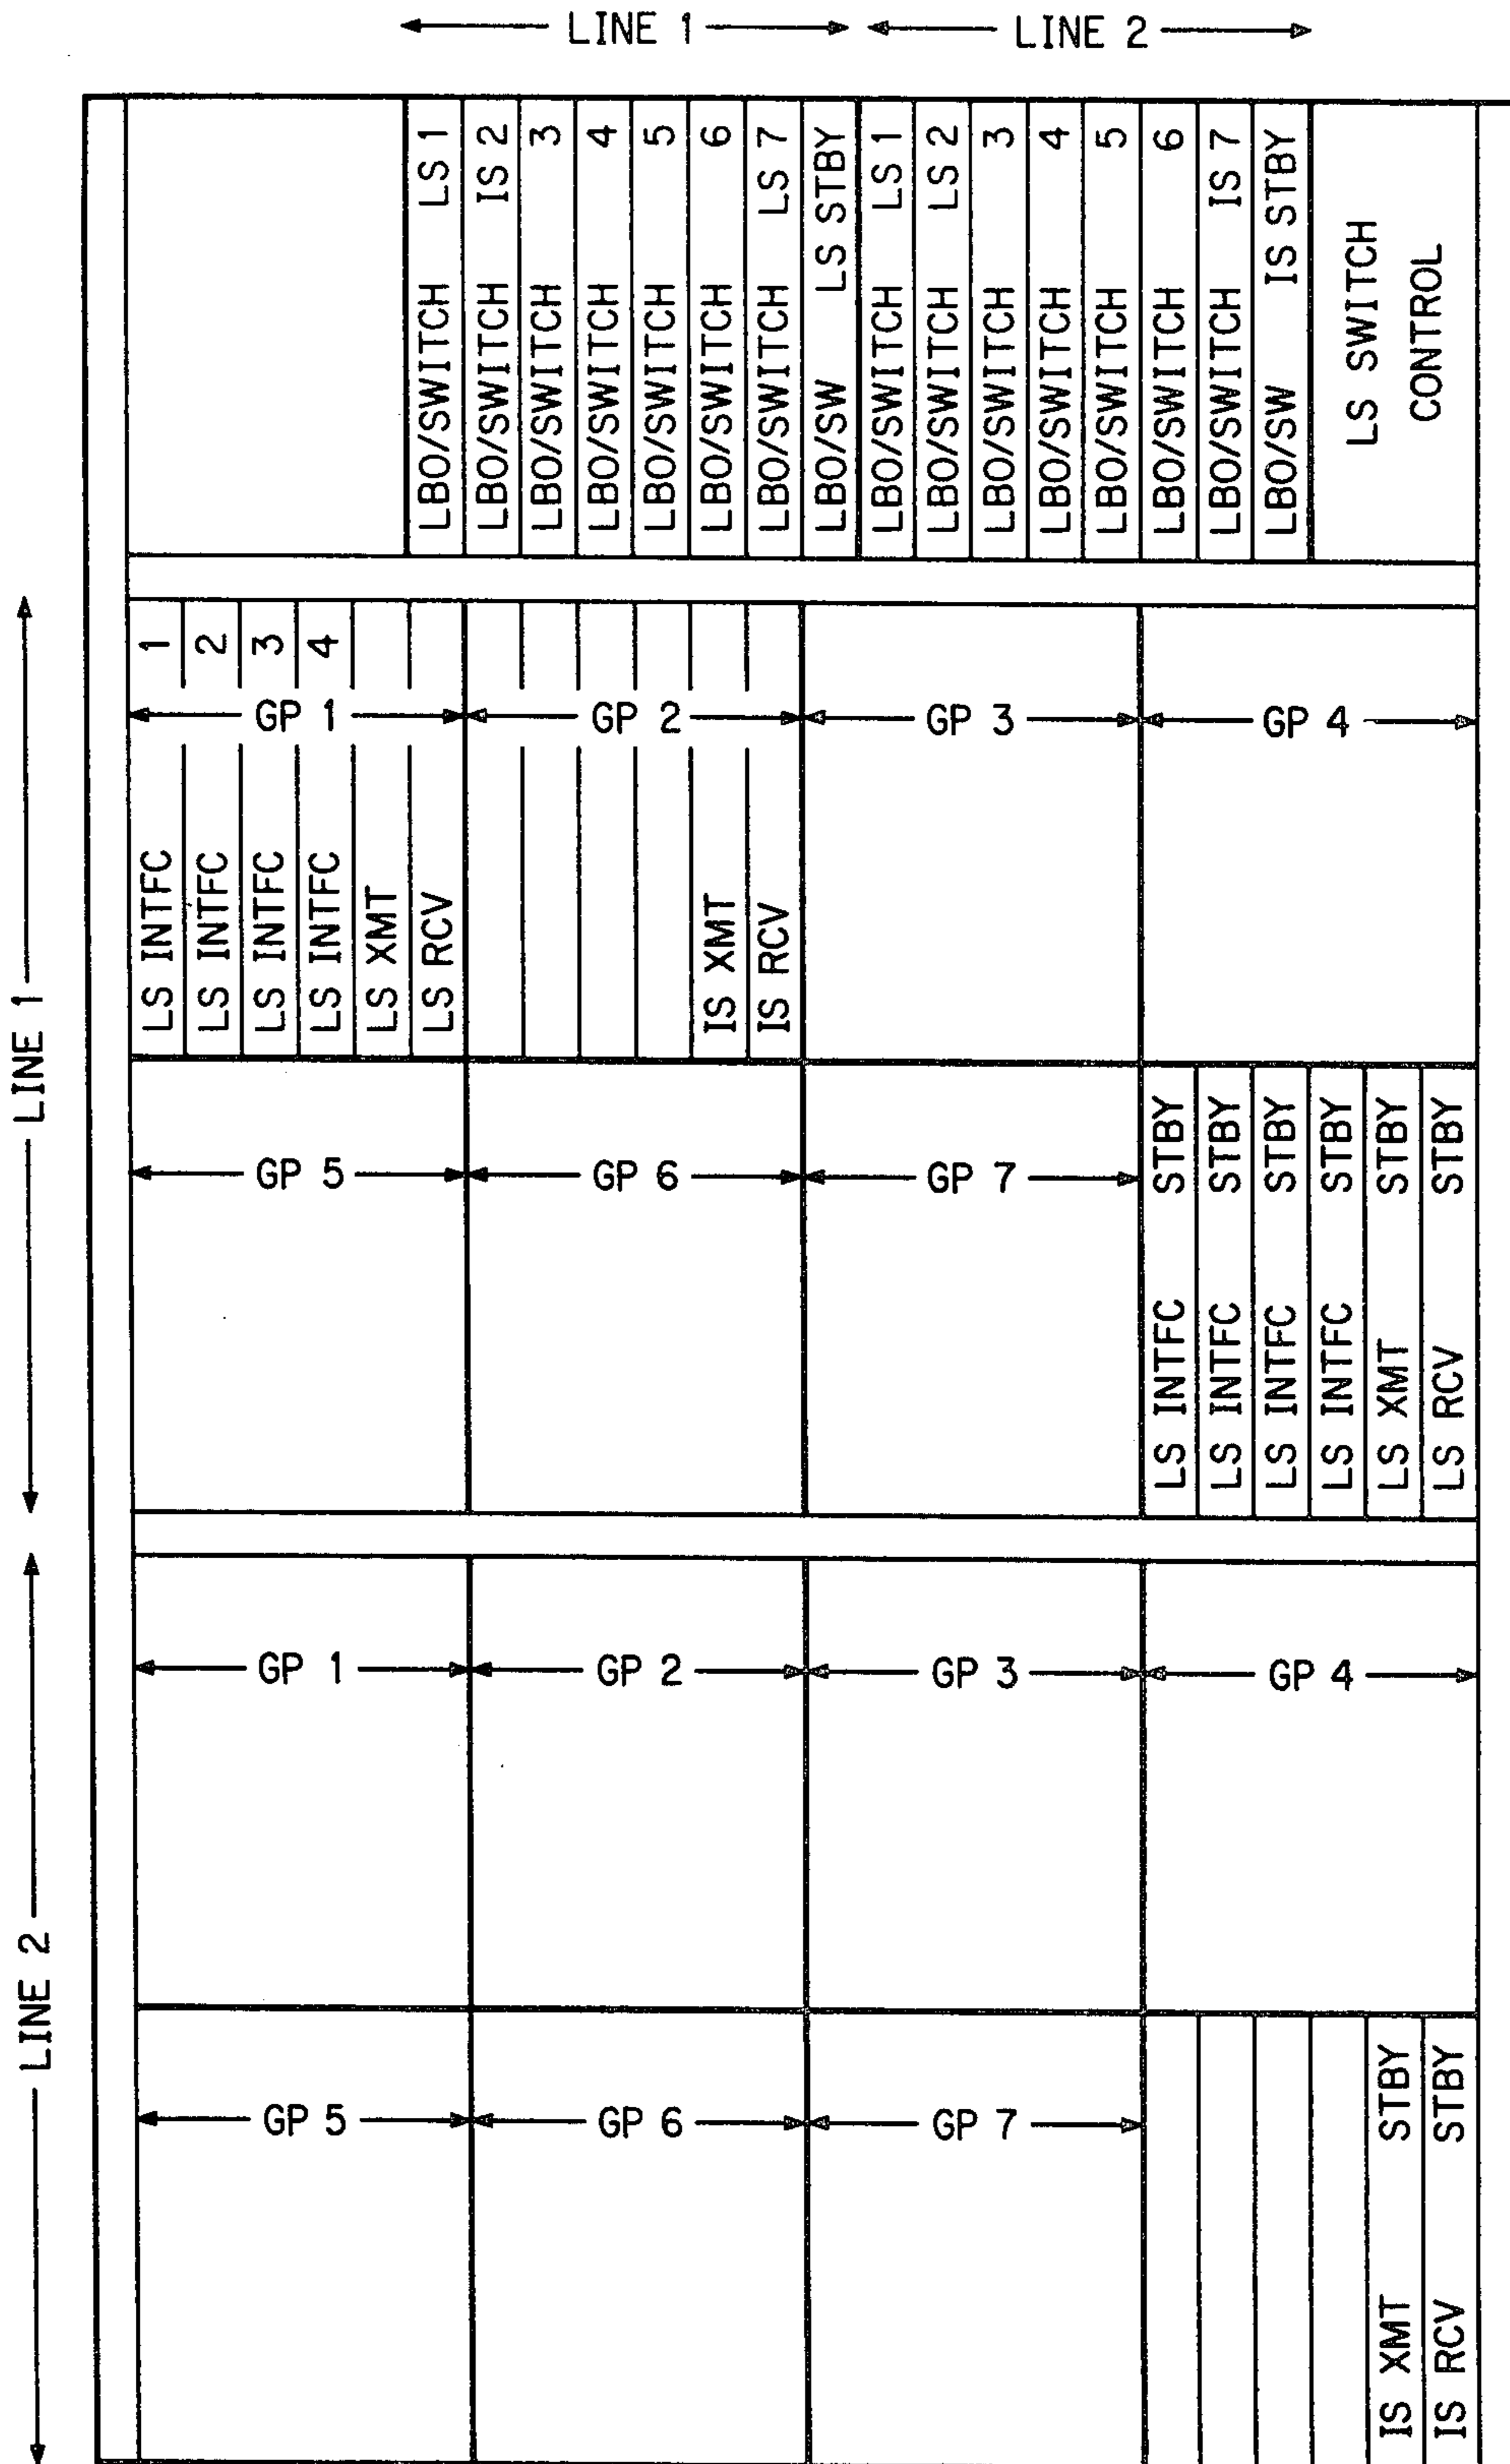 LINE 1
LINE 2
LBO/SWITCH LS 1
LBO/SWITCH IS 2
LBO/SWITCH 3
LBO/SWITCH 4
LBO/SWITCH 5
LBO/SWITCH 6
LBO/SWITCH LS 7
LBO/SW LS STBY
LBO/SWITCH LS 1
LBO/SWITCH LS 2
LBO/SWITCH 3
LBO/SWITCH 4
LBO/SWITCH 5
LBO/SWITCH 6
LBO/SWITCH IS 7
LBO/SW IS STBY
LS SWITCH
CONTROL
LINE 1
LS INTFC 1
LS INTFC 2
LS INTFC 3
LS INTFC 4
LS XMT
LS RCV
GP 1
GP 2
IS XMT
IS RCV
GP 3
GP 4
GP 5
GP 6
GP 7
LS INTFC STBY
LS INTFC STBY
LS INTFC STBY
LS INTFC STBY
LS XMT STBY
LS RCV STBY
LINE 2
GP 1
GP 2
GP 3
GP 4
GP 5
GP 6
GP 7
IS XMT STBY
IS RCV STBY